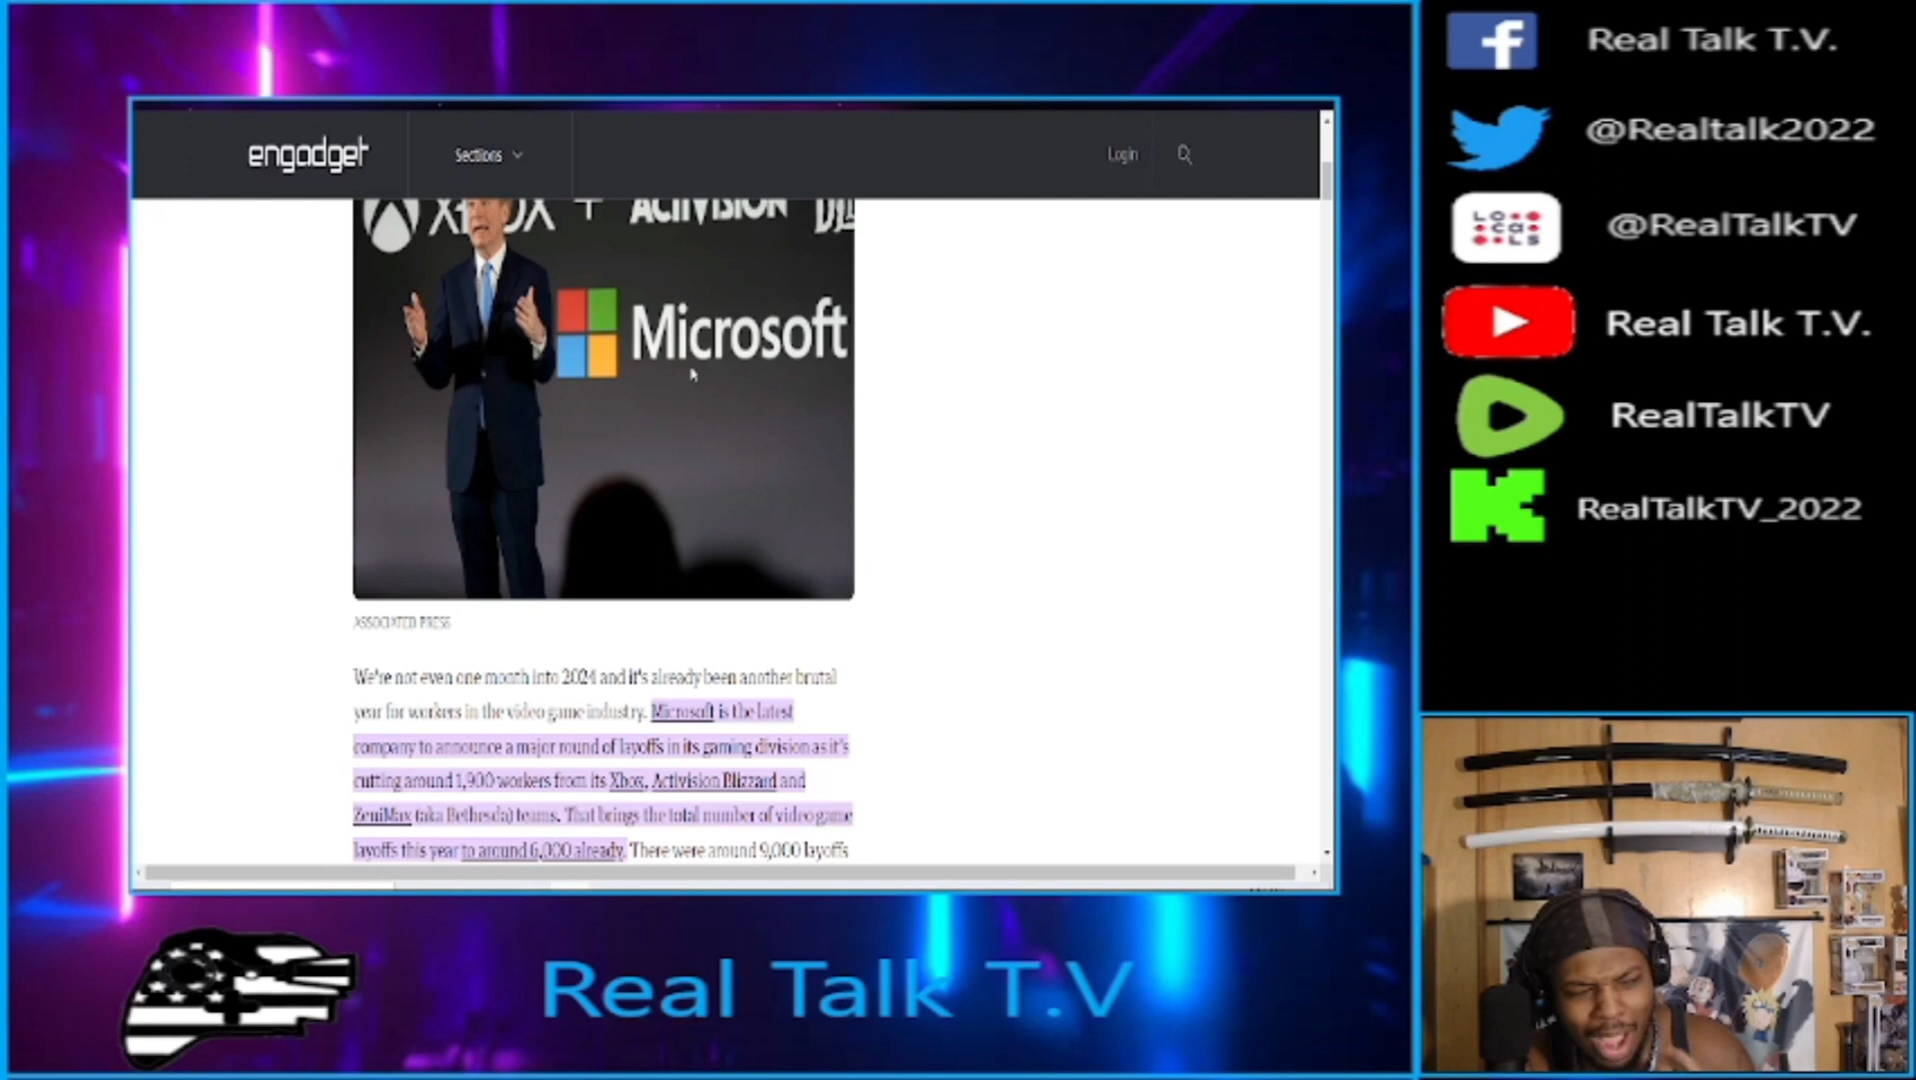 engadget
Sections
Login
XBOX + ACTIVISION
Microsoft
ASSOCIATED PRESS
We're not even one month into 2024 and it's already been another brutal
year for workers in the video game industry. Microsoft is the latest
company to announce a major round of layoffs in its gaming division as it's
cutting around 1,900 workers from its Xbox, Activision Blizzard and
ZeniMax (aka Bethesda) teams. That brings the total number of video game
layoffs this year to around 6,000 already. There were around 9,000 layoffs
Real Talk T.V
f
Real Talk T.V.
@Realtalk2022
LO
CA
LS
@RealTalkTV
Real Talk T.V.
RealTalkTV
K
RealTalkTV_2022